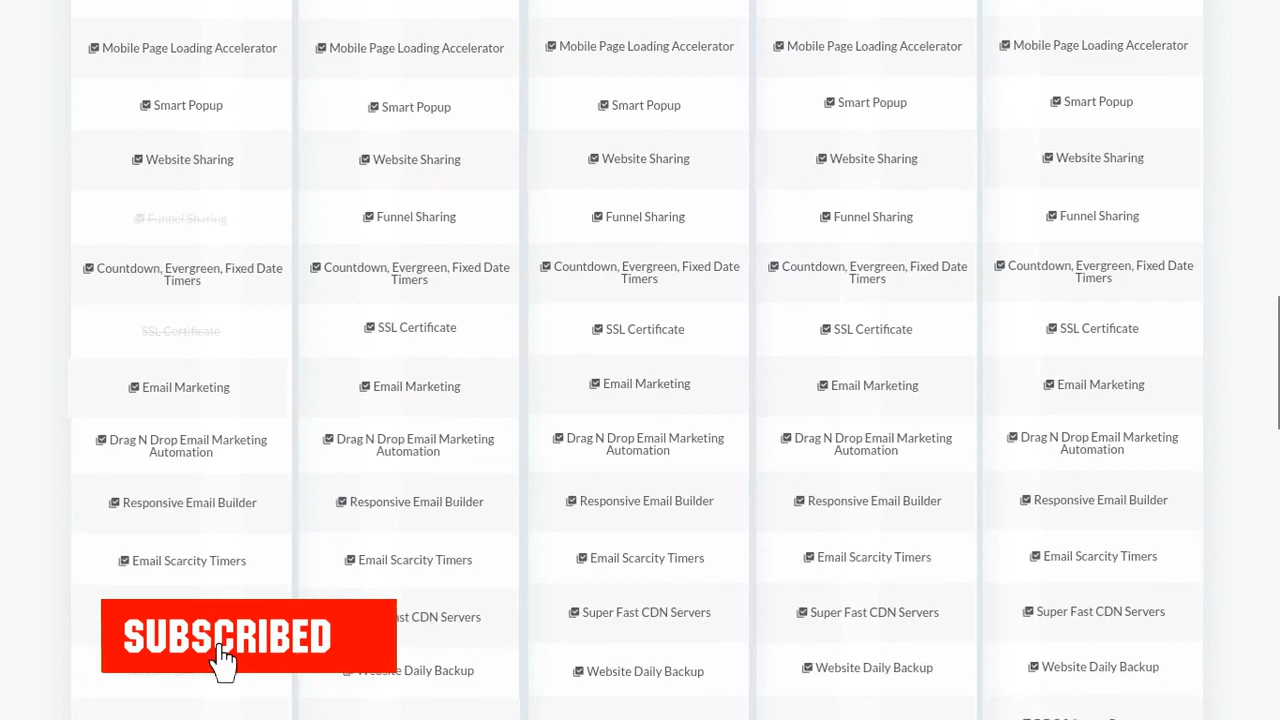 Mobile Page Loading Accelerator Mobile Page Loading Accelerator Mobile Page Loading Accelerator Mobile Page Loading Accelerator Mobile Page Loading Accelerator
Smart Popup Smart Popup Smart Popup Smart Popup Smart Popup
Website Sharing Website Sharing Website Sharing Website Sharing Website Sharing
Funnel Sharing Funnel Sharing Funnel Sharing Funnel Sharing Funnel Sharing
Countdown, Evergreen, Fixed Date Countdown, Evergreen, Fixed Date Countdown, Evergreen, Fixed Date Countdown, Evergreen, Fixed Date Countdown, Evergreen, Fixed Date
Timers Timers Timers Timers Timers
SSL Certificate SSL Certificate SSL Certificate SSL Certificate SSL Certificate
Email Marketing Email Marketing Email Marketing Email Marketing Email Marketing
Drag N Drop Email Marketing Drag N Drop Email Marketing Drag N Drop Email Marketing Drag N Drop Email Marketing Drag N Drop Email Marketing
Automation Automation Automation Automation Automation
Responsive Email Builder Responsive Email Builder Responsive Email Builder Responsive Email Builder Responsive Email Builder
Email Scarcity Timers Email Scarcity Timers Email Scarcity Timers Email Scarcity Timers Email Scarcity Timers
CDN Servers Super Fast CDN Servers Super Fast CDN Servers Super Fast CDN Servers
SUBSCRIBED
Daily Backup Website Daily Backup Website Daily Backup Website Daily Backup